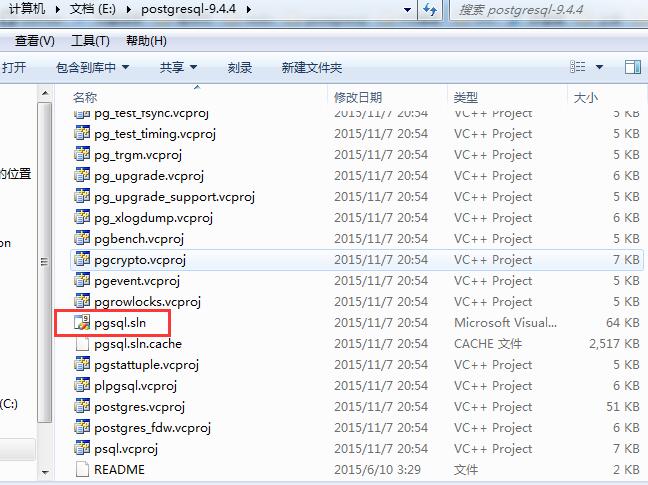 计算机 ▸ 文档 (E:) ▸ postgresql-9.4.4 ▸ 搜索 postgresql-9.4.4
查看(V) 工具(T) 帮助(H)
打开 包含到库中 共享 刻录 新建文件夹
名称 修改日期 类型 大小
pg_test_fsync.vcproj 2015/11/7 20:54 VC++ Project 5 KB
pg_test_timing.vcproj 2015/11/7 20:54 VC++ Project 5 KB
pg_trgm.vcproj 2015/11/7 20:54 VC++ Project 5 KB
的位置
pg_upgrade.vcproj 2015/11/7 20:54 VC++ Project 6 KB
pg_upgrade_support.vcproj 2015/11/7 20:54 VC++ Project 5 KB
pg_xlogdump.vcproj 2015/11/7 20:54 VC++ Project 6 KB
on
pgbench.vcproj 2015/11/7 20:54 VC++ Project 5 KB
pgcrypto.vcproj 2015/11/7 20:54 VC++ Project 7 KB
pgevent.vcproj 2015/11/7 20:54 VC++ Project 5 KB
pgrowlocks.vcproj 2015/11/7 20:54 VC++ Project 5 KB
pgsql.sln 2015/11/7 20:54 Microsoft Visual... 64 KB
pgsql.sln.cache 2015/11/7 20:54 CACHE 文件 2,517 KB
pgstattuple.vcproj 2015/11/7 20:54 VC++ Project 5 KB
plpgsql.vcproj 2015/11/7 20:54 VC++ Project 6 KB
(C:)
postgres.vcproj 2015/11/7 20:54 VC++ Project 51 KB
postgres_fdw.vcproj 2015/11/7 20:54 VC++ Project 6 KB
psql.vcproj 2015/11/7 20:54 VC++ Project 7 KB
README 2015/6/10 3:29 文件 2 KB